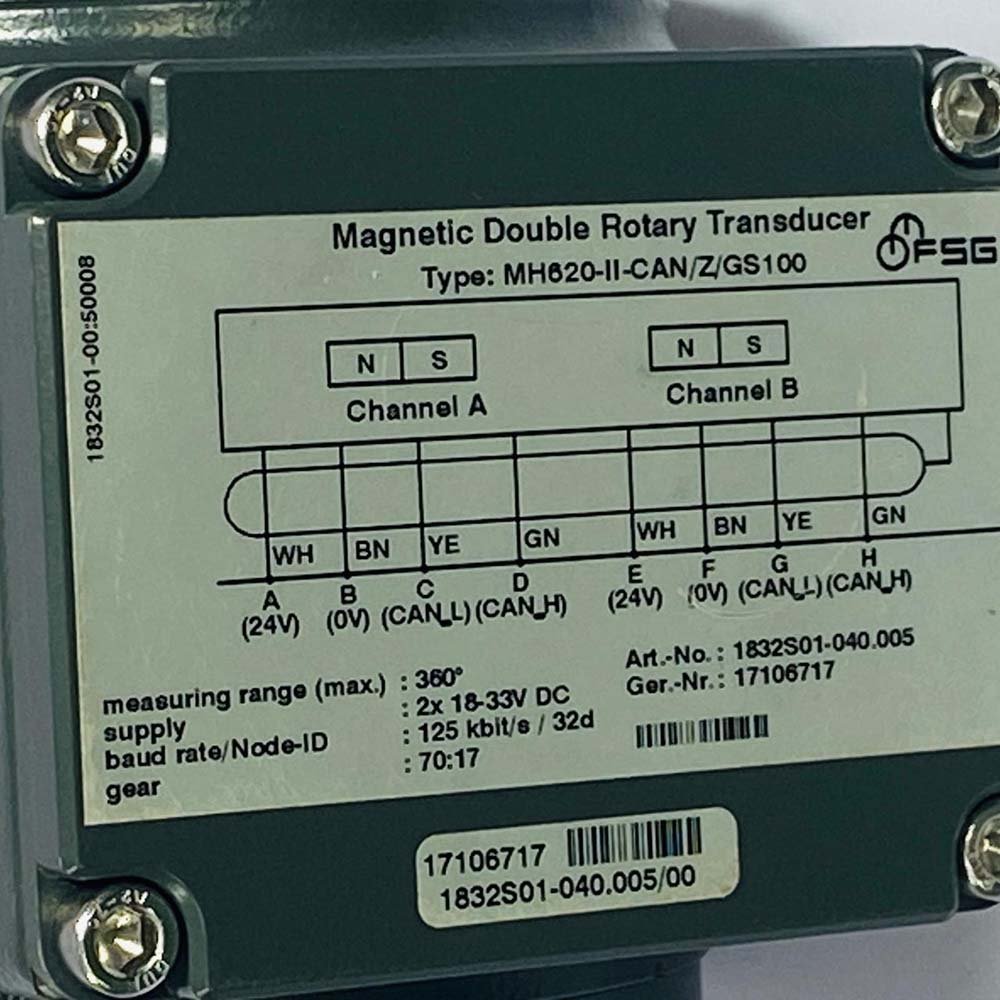 Magnetic Double Rotary Transducer
FSG
Type: MH620-II-CAN/Z/GS100
1832S01-00:50008
N S
N S
Channel A
Channel B
WH BN YE GN WH BN YE GN
A B C D E F G H
(24V) (0V) (CAN_L) (CAN_H) (24V) (0V) (CAN_L) (CAN_H)
measuring range (max.) : 360°
supply : 2x 18-33V DC
baud rate/Node-ID : 125 kbit/s / 32d
gear : 70:17
Art.-No. : 1832S01-040.005
Ger.-Nr. : 17106717
17106717
1832S01-040.005/00